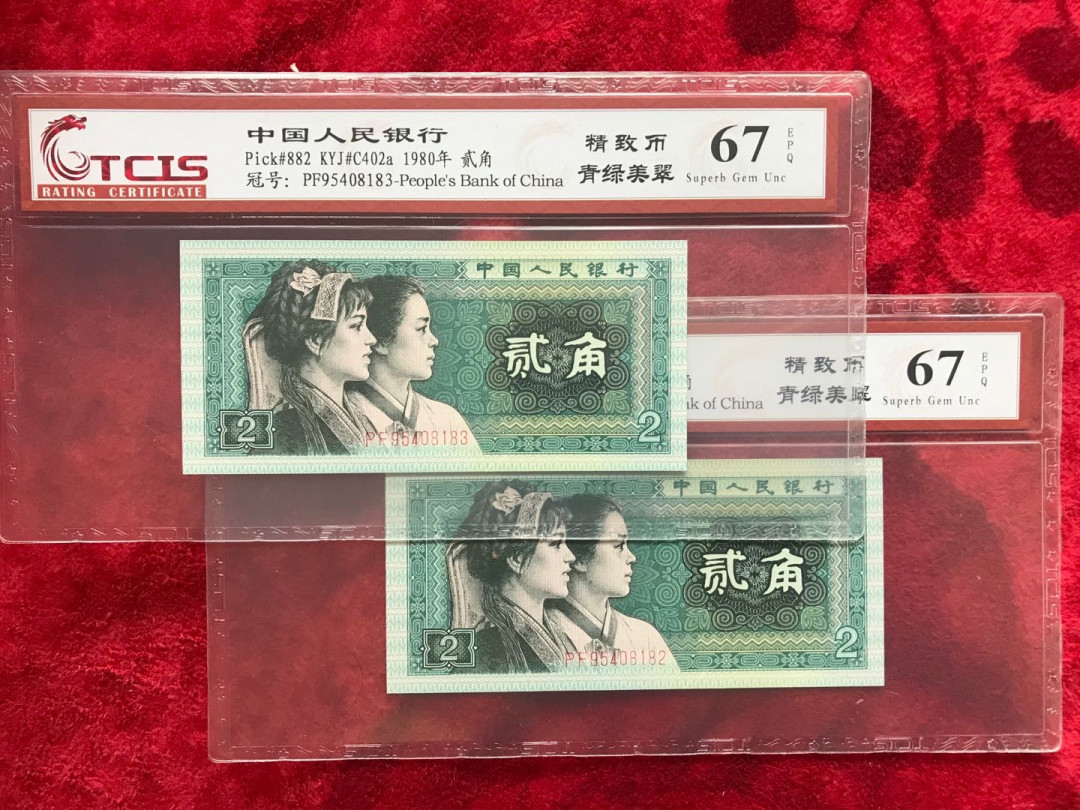 TCIS
RATING CERTIFICATE
中国人民银行
Pick#882 KYJ#C402a 1980年 贰角
冠号: PF95408183-People's Bank of China
精致币
青绿美翠
67
EPQ
Superb Gem Unc
中国人民银行
贰角
2
PF95408183
2
精致币
nk of China 青绿美翠
67
EPQ
Superb Gem Unc
中国人民银行
贰角
2
PF95408182
2